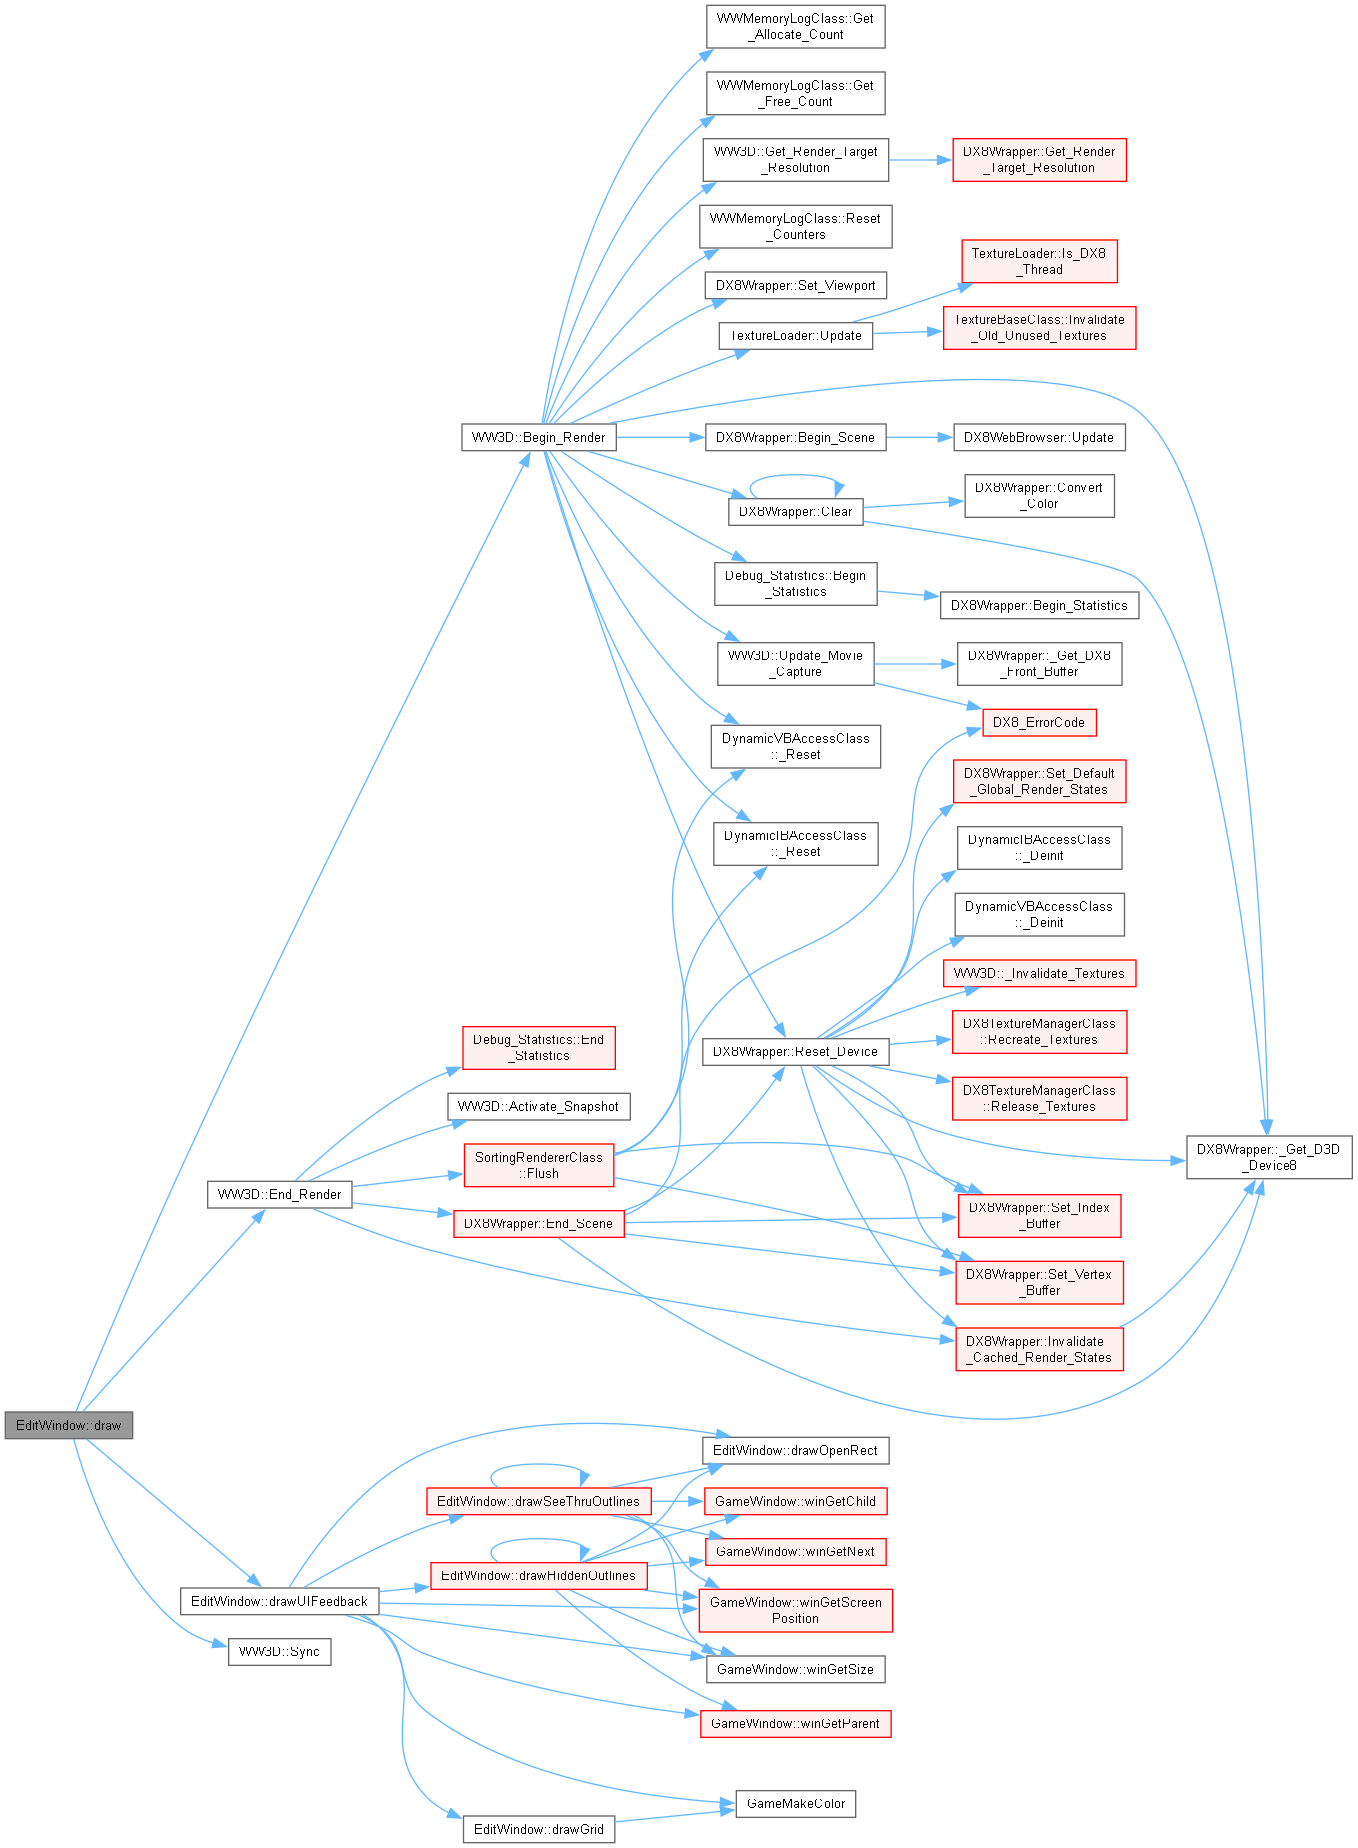 WWMemoryLogClass::Get
_Allocate_Count
WWMemoryLogClass::Get
_Free_Count
WW3D::Get_Render_Target
_Resolution
DX8Wrapper::Get_Render
_Target_Resolution
WWMemoryLogClass::Reset
_Counters
TextureLoader::Is_DX8
_Thread
DX8Wrapper::Set_Viewport
TextureLoader::Update
TextureBaseClass::Invalidate
_Old_Unused_Textures
WW3D::Begin_Render
DX8Wrapper::Begin_Scene
DX8WebBrowser::Update
DX8Wrapper::Clear
DX8Wrapper::Convert
_Color
Debug_Statistics::Begin
_Statistics
DX8Wrapper::Begin_Statistics
WW3D::Update_Movie
_Capture
DX8Wrapper::_Get_DX8
_Front_Buffer
DX8_ErrorCode
DynamicVBAccessClass
::_Reset
DX8Wrapper::Set_Default
_Global_Render_States
DynamicIBAccessClass
::_Reset
DynamicIBAccessClass
::_Deinit
DynamicVBAccessClass
::_Deinit
WW3D::_Invalidate_Textures
DX8TextureManagerClass
::Recreate_Textures
Debug_Statistics::End
_Statistics
DX8Wrapper::Reset_Device
DX8TextureManagerClass
::Release_Textures
WW3D::Activate_Snapshot
SortingRendererClass
::Flush
DX8Wrapper::_Get_D3D
_Device8
WW3D::End_Render
DX8Wrapper::End_Scene
DX8Wrapper::Set_Index
_Buffer
DX8Wrapper::Set_Vertex
_Buffer
DX8Wrapper::Invalidate
_Cached_Render_States
EditWindow::draw
EditWindow::drawOpenRect
EditWindow::drawSeeThruOutlines
GameWindow::winGetChild
GameWindow::winGetNext
EditWindow::drawHiddenOutlines
EditWindow::drawUIFeedback
GameWindow::winGetScreen
Position
WW3D::Sync
GameWindow::winGetSize
GameWindow::winGetParent
GameMakeColor
EditWindow::drawGrid